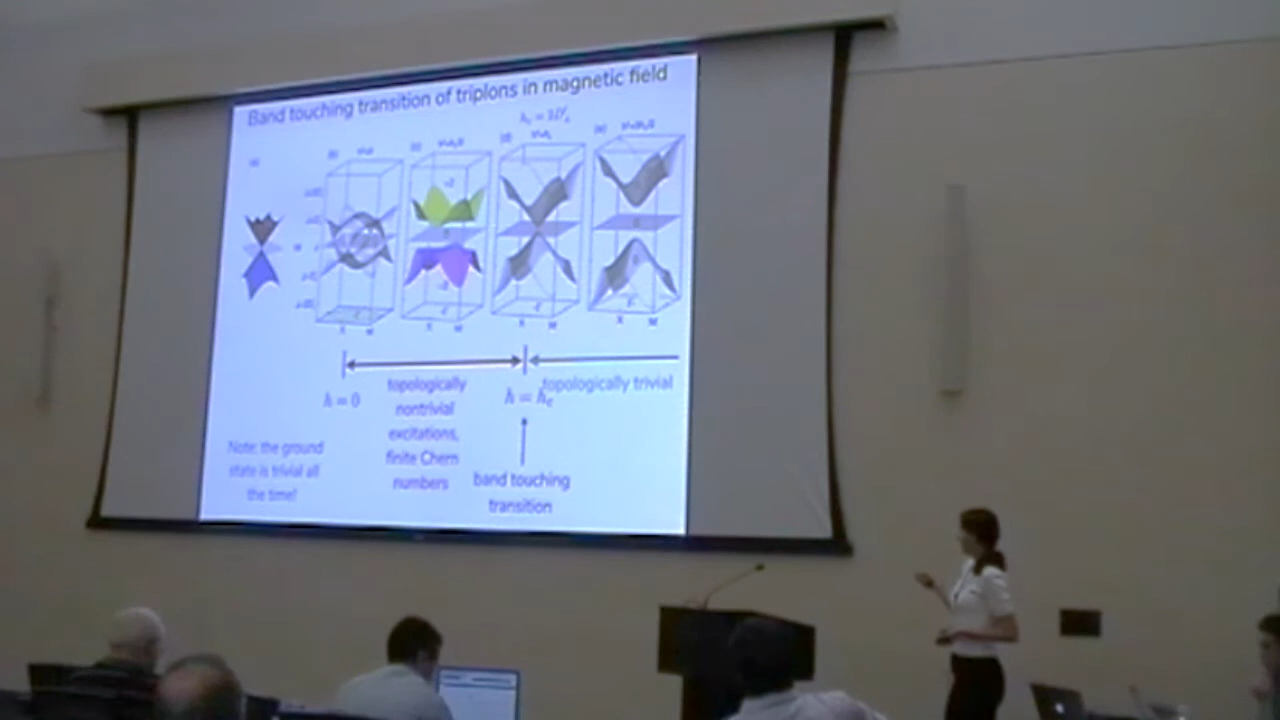 Band touching transition of triplons in magnetic field
h = 0
topologically
nontrivial
excitations,
finite Chern
numbers
h = hc
topologically trivial
band touching
transition
Note: the ground
state is trivial all
the time!